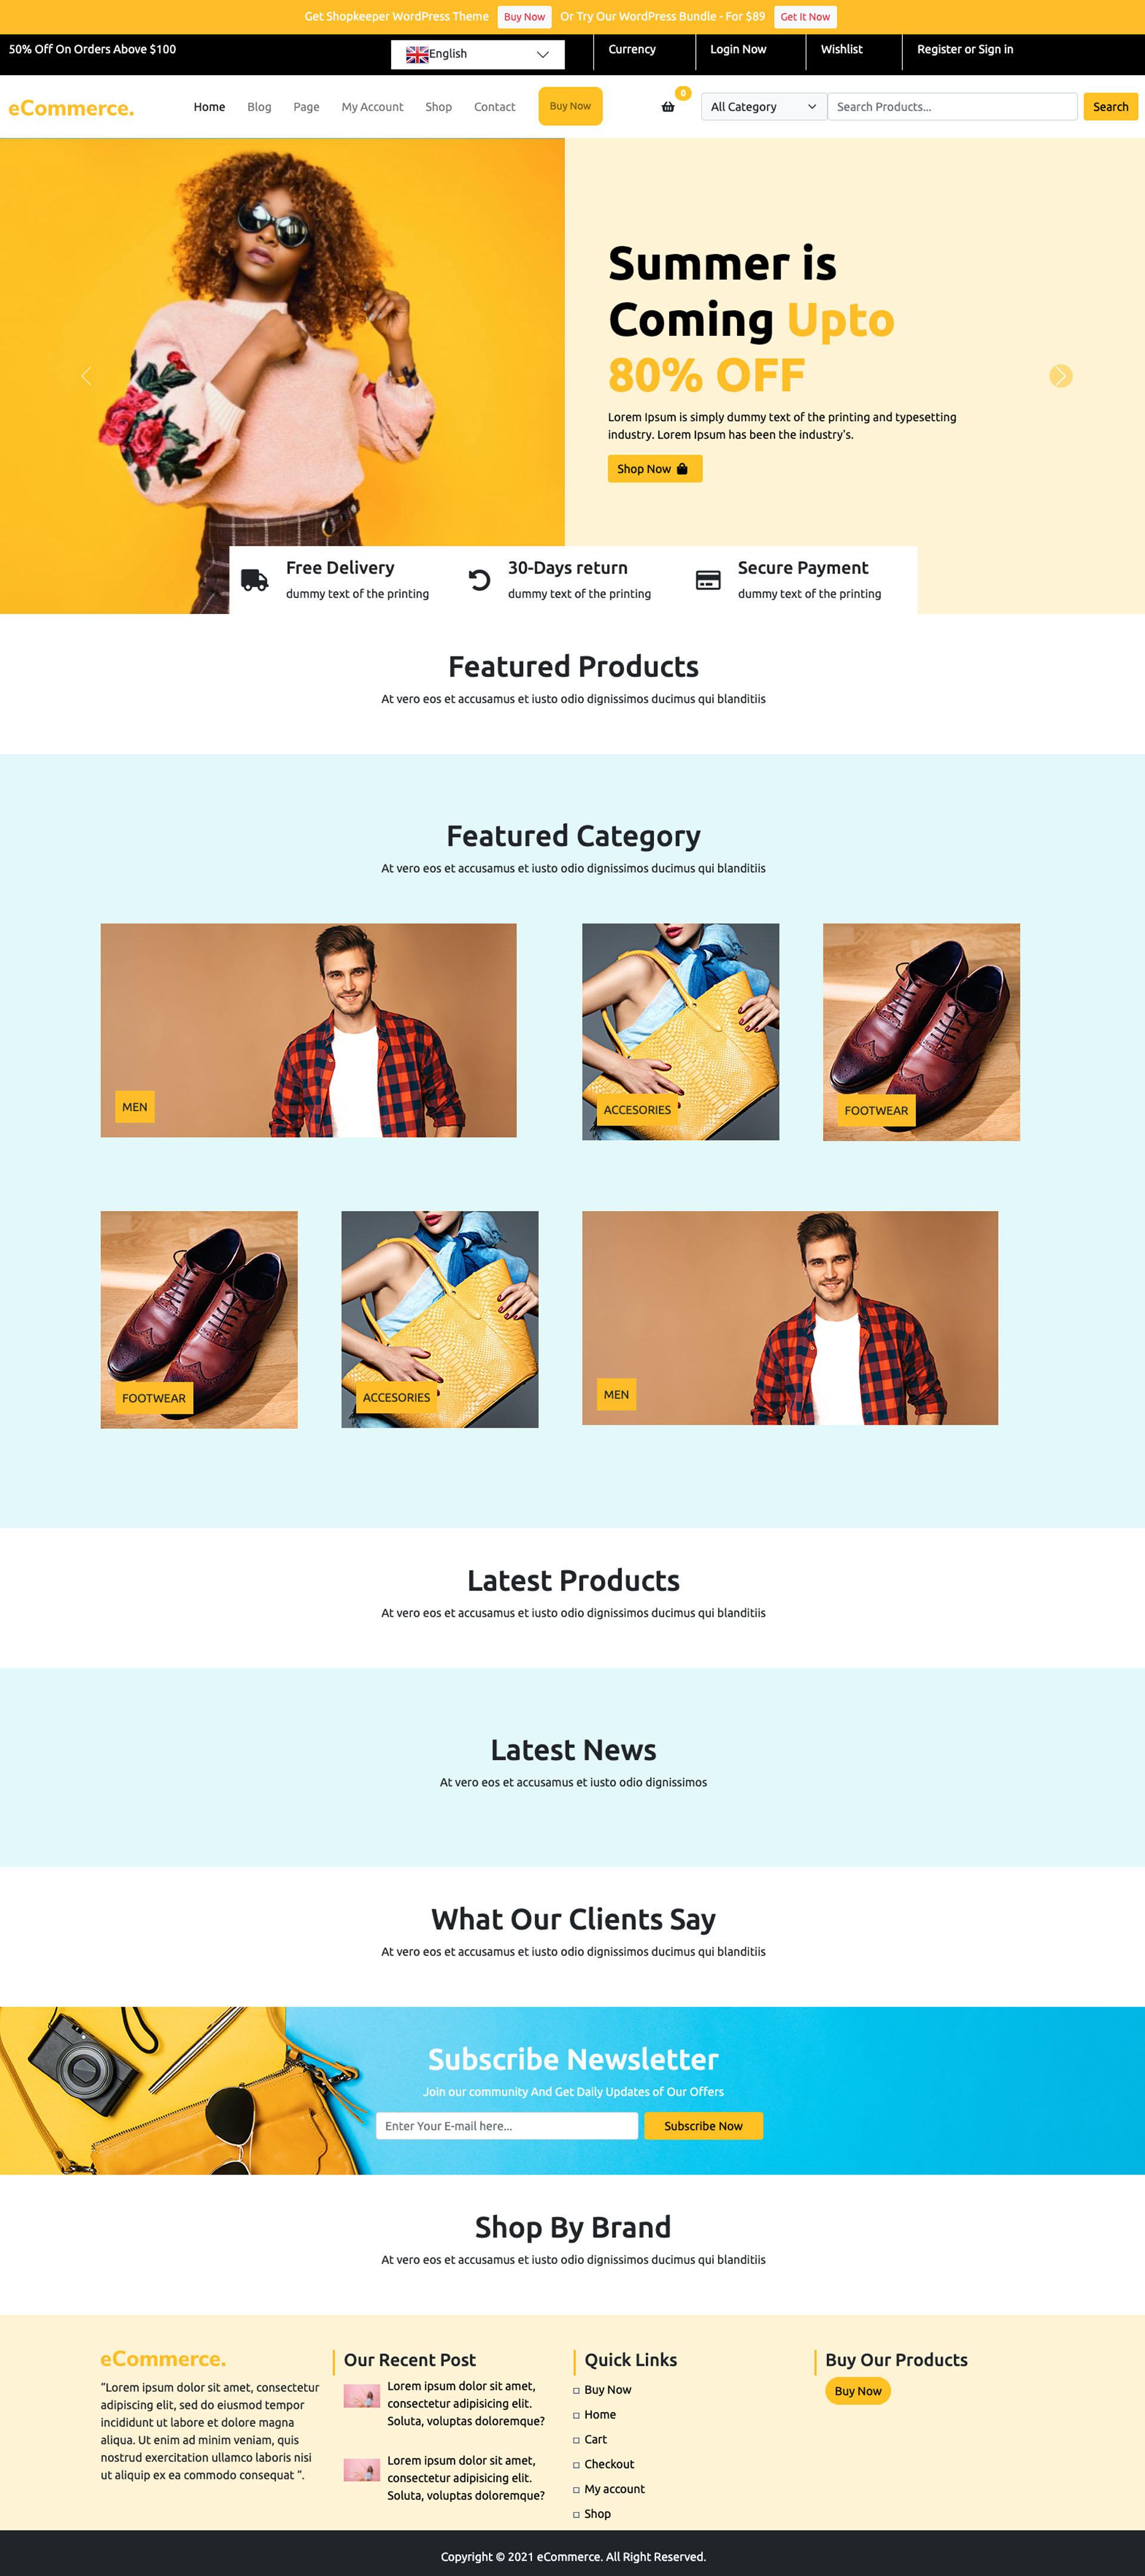 Get Shopkeeper WordPress Theme Buy Now Or Try Our WordPress Bundle - For $89 Get It Now
50% Off On Orders Above $100 English Currency Login Now Wishlist Register or Sign in
eCommerce. Home Blog Page My Account Shop Contact Buy Now 0 All Category Search Products... Search
Summer is
Coming Upto
80% OFF
Lorem Ipsum is simply dummy text of the printing and typesetting
industry. Lorem Ipsum has been the industry's.
Shop Now
Free Delivery 30-Days return Secure Payment
dummy text of the printing dummy text of the printing dummy text of the printing
Featured Products
At vero eos et accusamus et iusto odio dignissimos ducimus qui blanditiis
Featured Category
At vero eos et accusamus et iusto odio dignissimos ducimus qui blanditiis
MEN ACCESORIES FOOTWEAR
FOOTWEAR ACCESORIES MEN
Latest Products
At vero eos et accusamus et iusto odio dignissimos ducimus qui blanditiis
Latest News
At vero eos et accusamus et iusto odio dignissimos
What Our Clients Say
At vero eos et accusamus et iusto odio dignissimos ducimus qui blanditiis
Subscribe Newsletter
Join our community And Get Daily Updates of Our Offers
Enter Your E-mail here... Subscribe Now
Shop By Brand
At vero eos et accusamus et iusto odio dignissimos ducimus qui blanditiis
eCommerce.
“Lorem ipsum dolor sit amet, consectetur
adipiscing elit, sed do eiusmod tempor
incididunt ut labore et dolore magna
aliqua. Ut enim ad minim veniam, quis
nostrud exercitation ullamco laboris nisi
ut aliquip ex ea commodo consequat “.
Our Recent Post
Lorem ipsum dolor sit amet,
consectetur adipisicing elit.
Soluta, voluptas doloremque?
Lorem ipsum dolor sit amet,
consectetur adipisicing elit.
Soluta, voluptas doloremque?
Quick Links
Buy Now
Home
Cart
Checkout
My account
Shop
Buy Our Products
Buy Now
Copyright © 2021 eCommerce. All Right Reserved.